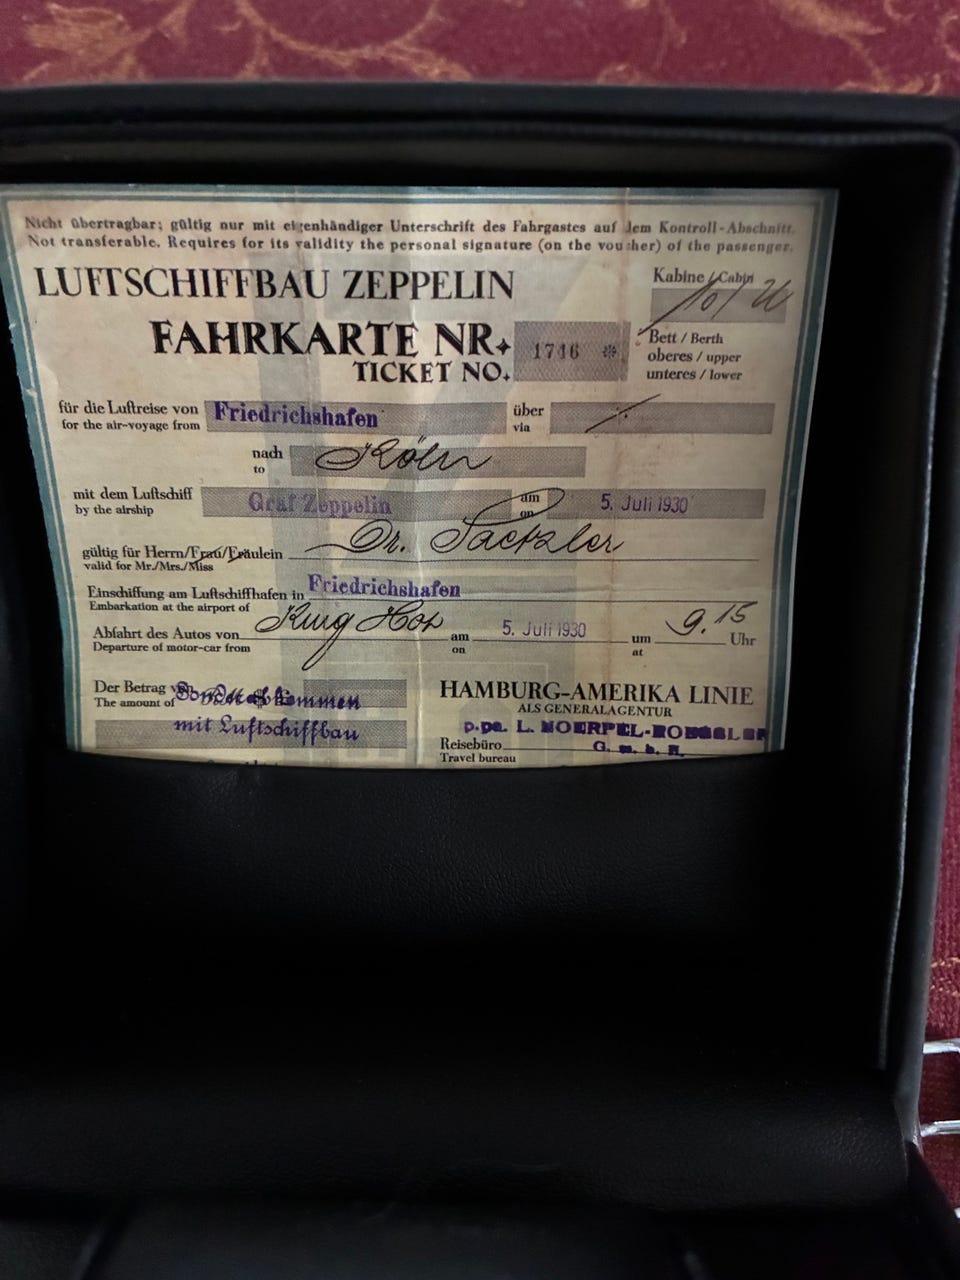 Nicht übertragbar; gültig nur mit eigenhändiger Unterschrift des Fahrgastes auf dem Kontroll-Abschnitt.
Not transferable. Requires for its validity the personal signature (on the voucher) of the passenger.
LUFTSCHIFFBAU ZEPPELIN
Kabine / Cabin
FAHRKARTE NR.
TICKET NO.
1746
Bett / Berth
oberes / upper
unteres / lower
für die Luftreise von Friedrichshafen über
for the air-voyage from via
nach Köln
to
mit dem Luftschiff Graf Zeppelin am 5. Juli 1930
by the airship on
gültig für Herrn/Frau/Fräulein Dr.
valid for Mr./Mrs./Miss
Einschiffung am Luftschiffhafen in Friedrichshafen
Embarkation at the airport of
Abfahrt des Autos von am 5. Juli 1930 um 9.15 Uhr
Departure of motor-car from on at
Der Betrag von
The amount of
mit Luftschiffbau
HAMBURG-AMERIKA LINIE
ALS GENERALAGENTUR
p.pa. L.
Reisebüro G. m. b. H.
Travel bureau